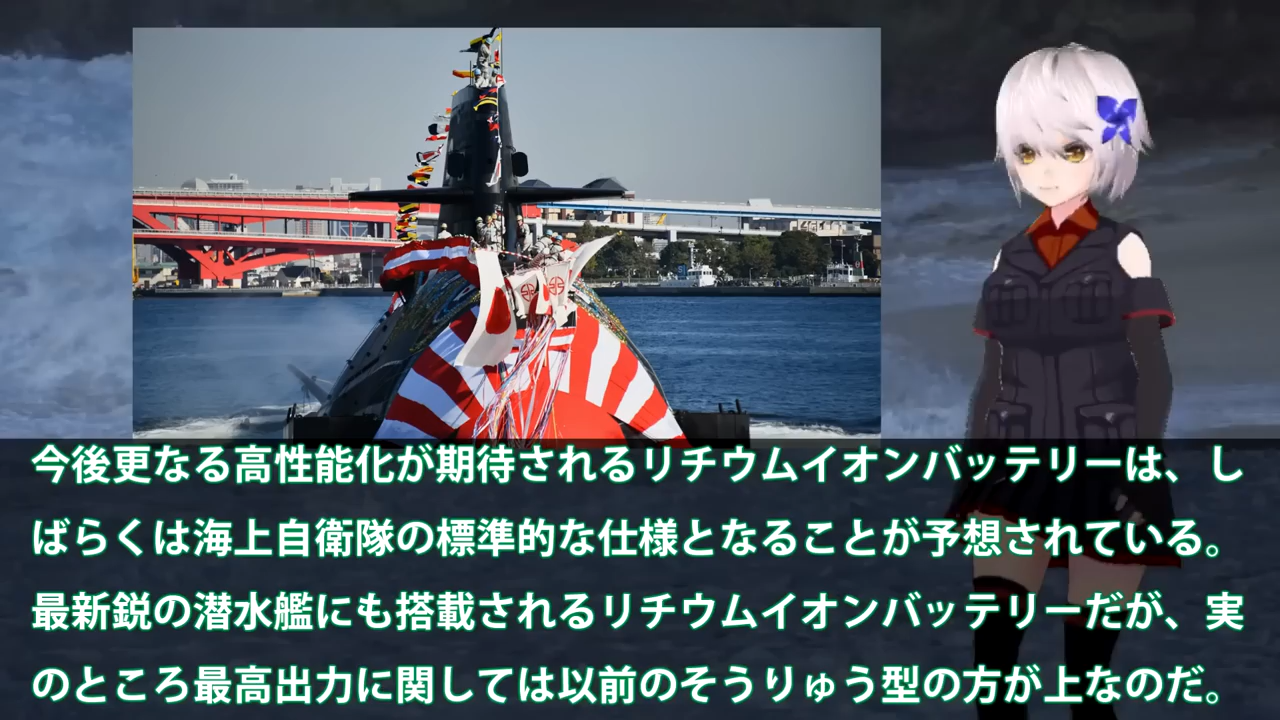 今後更なる高性能化が期待されるリチウムイオンバッテリーは、し
ばらくは海上自衛隊の標準的な仕様となることが予想されている。
最新鋭の潜水艦にも搭載されるリチウムイオンバッテリーだが、実
のところ最高出力に関しては以前のそうりゅう型の方が上なのだ。